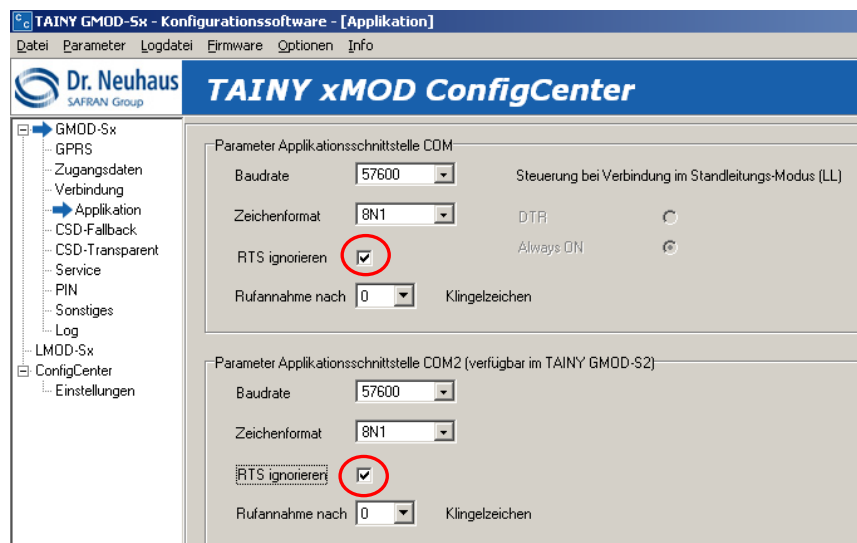 TAINY GMOD-Sx - Konfigurationssoftware - [Applikation]
Datei Parameter Logdatei Firmware Optionen Info
Dr. Neuhaus
SAFRAN Group
TAINY xMOD ConfigCenter
GMOD-Sx
GPRS
Zugangsdaten
Verbindung
Applikation
CSD-Fallback
CSD-Transparent
Service
PIN
Sonstiges
Log
LMOD-Sx
ConfigCenter
Einstellungen
Parameter Applikationsschnittstelle COM
Baudrate 57600 Steuerung bei Verbindung im Standleitungs-Modus (LL)
Zeichenformat 8N1 DTR
RTS ignorieren Always ON
Rufannahme nach 0 Klingelzeichen
Parameter Applikationsschnittstelle COM2 (verfügbar im TAINY GMOD-S2)
Baudrate 57600
Zeichenformat 8N1
RTS ignorieren
Rufannahme nach 0 Klingelzeichen